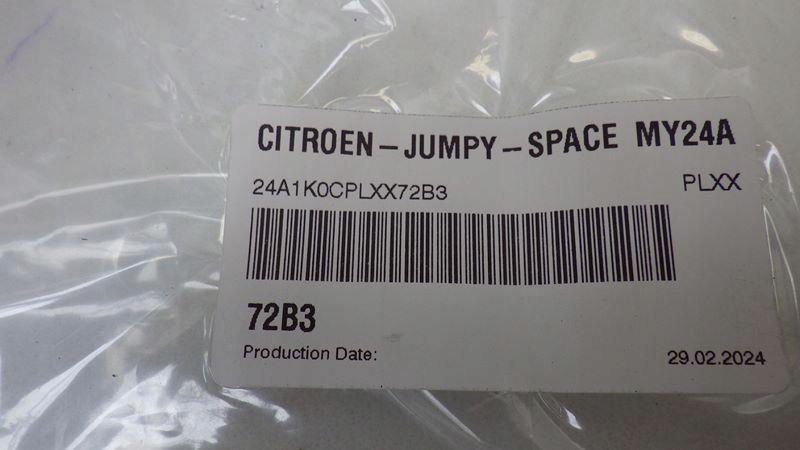 CITROEN-JUMPY-SPACE MY24A
24A1K0CPLXX72B3 PLXX
72B3
Production Date: 29.02.2024